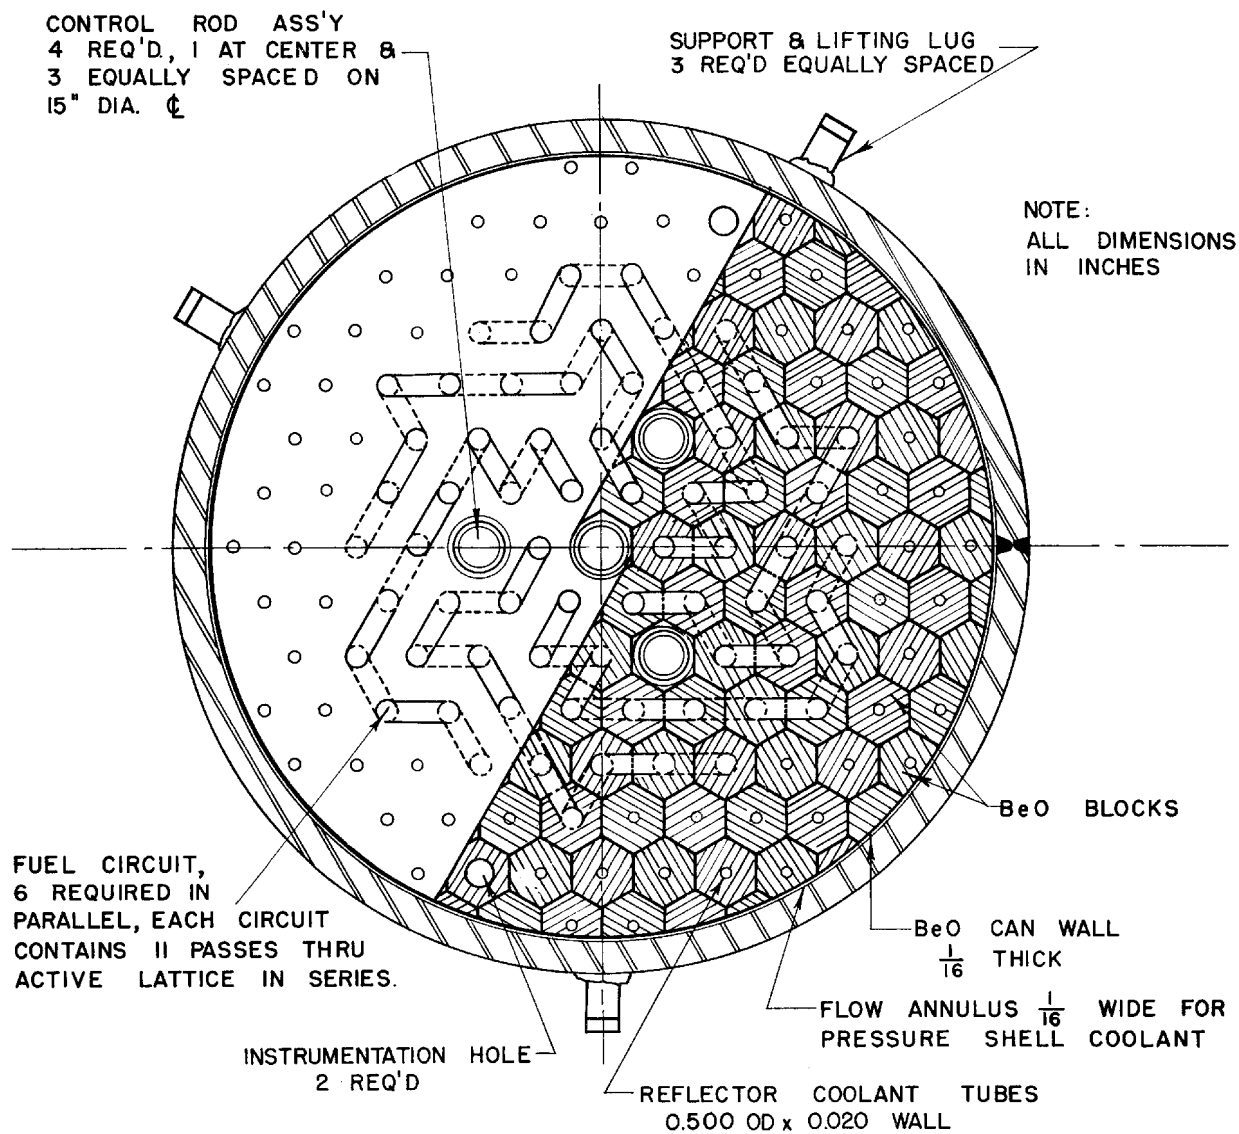 CONTROL ROD ASS'Y
4 REQ'D., 1 AT CENTER &
3 EQUALLY SPACED ON
15" DIA. ℄
SUPPORT & LIFTING LUG
3 REQ'D EQUALLY SPACED
NOTE:
ALL DIMENSIONS
IN INCHES
BeO BLOCKS
FUEL CIRCUIT,
6 REQUIRED IN
PARALLEL, EACH CIRCUIT
CONTAINS 11 PASSES THRU
ACTIVE LATTICE IN SERIES.
BeO CAN WALL
1/16 THICK
FLOW ANNULUS 1/16 WIDE FOR
PRESSURE SHELL COOLANT
INSTRUMENTATION HOLE
2 REQ'D
REFLECTOR COOLANT TUBES
0.500 OD x 0.020 WALL